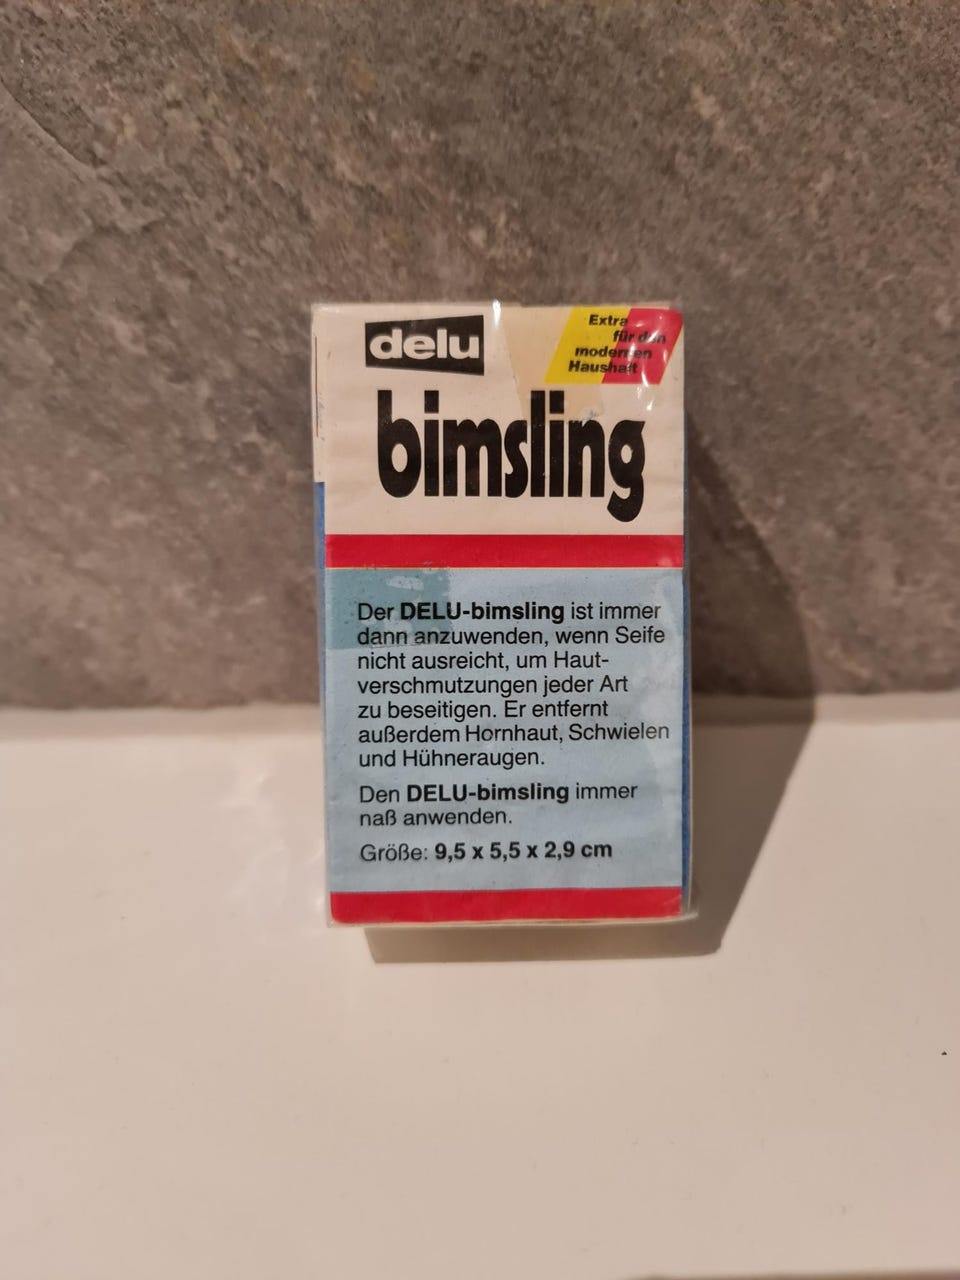 delu
Extra
für den
modernen
Haushalt
bimsling
Der DELU-bimsling ist immer
dann anzuwenden, wenn Seife
nicht ausreicht, um Haut-
verschmutzungen jeder Art
zu beseitigen. Er entfernt
außerdem Hornhaut, Schwielen
und Hühneraugen.
Den DELU-bimsling immer
naß anwenden.
Größe: 9,5 x 5,5 x 2,9 cm